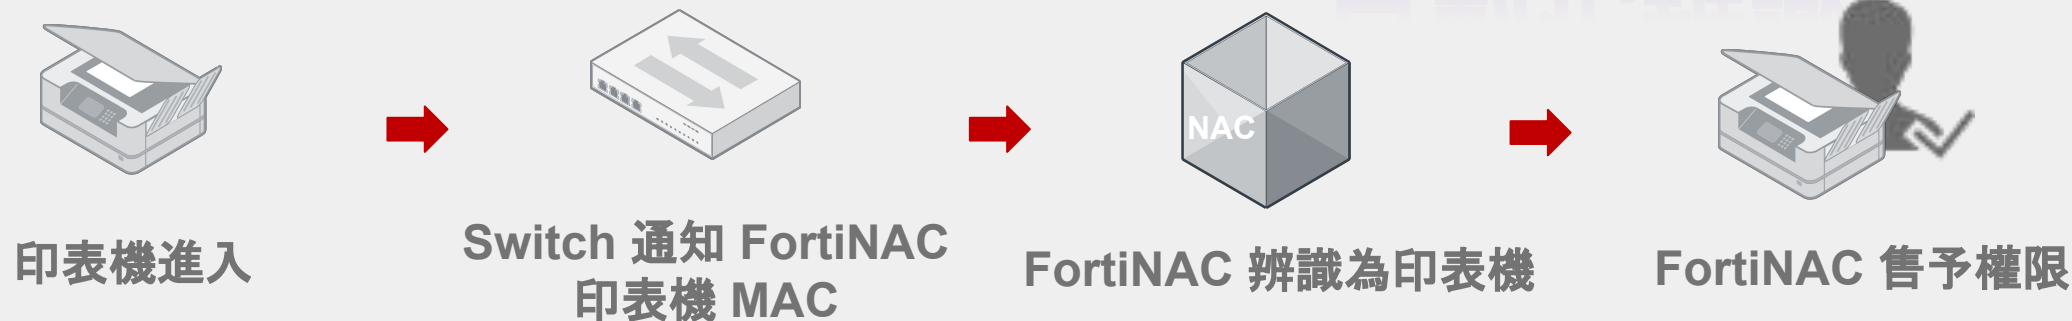 印表機進入
Switch 通知 FortiNAC
印表機 MAC
NAC
FortiNAC 辨識為印表機
FortiNAC 售予權限